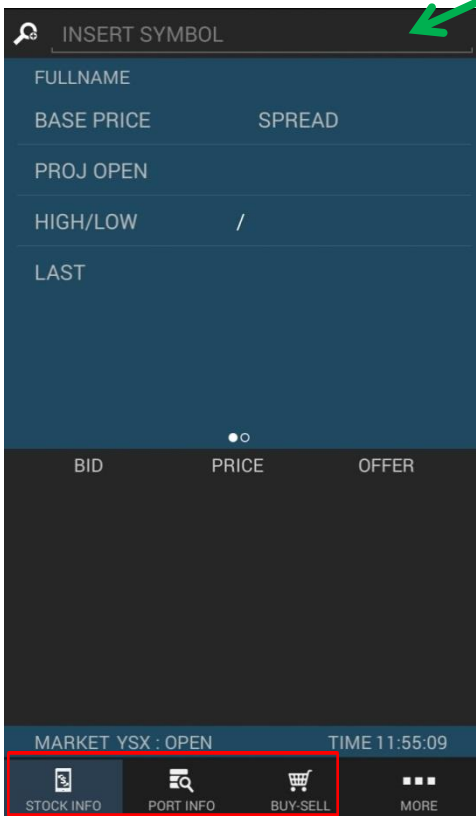 INSERT SYMBOL
FULLNAME
BASE PRICE SPREAD
PROJ OPEN
HIGH/LOW /
LAST
BID PRICE OFFER
MARKET YSX : OPEN TIME 11:55:09
STOCK INFO PORT INFO BUY-SELL MORE